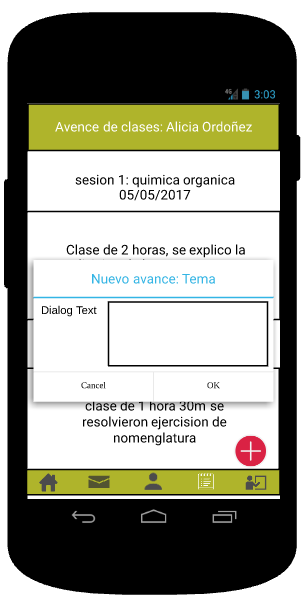 4G 3:03
Avence de clases: Alicia Ordoñez
sesion 1: quimica organica
05/05/2017
Clase de 2 horas, se explico la
Nuevo avance: Tema
Dialog Text
Cancel
OK
clase de 1 hora 30m se
resolvieron ejercision de
nomenglatura